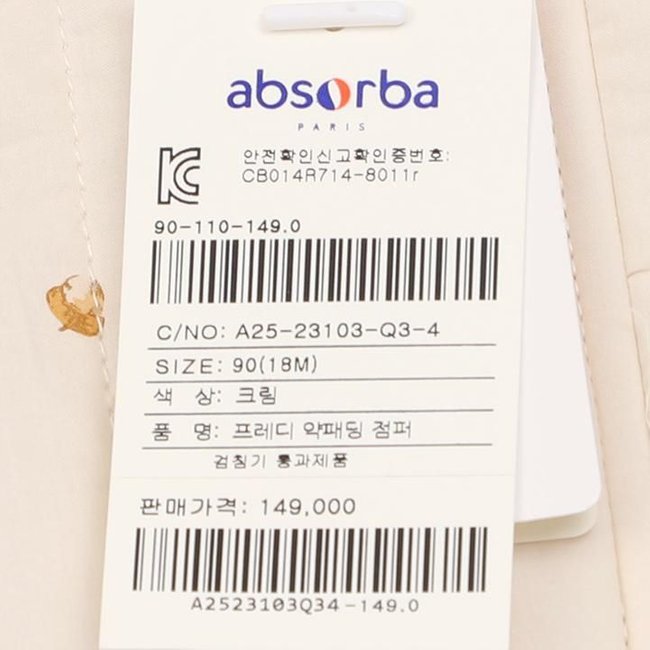 absorba
PARIS
안전확인신고확인증번호:
CB014R714-8011r
90-110-149.0
C/NO: A25-23103-Q3-4
SIZE: 90(18M)
색 상: 크림
품 명: 프레디 약패딩 점퍼
검침기 통과제품
판매가격: 149,000
A2523103Q34-149.0